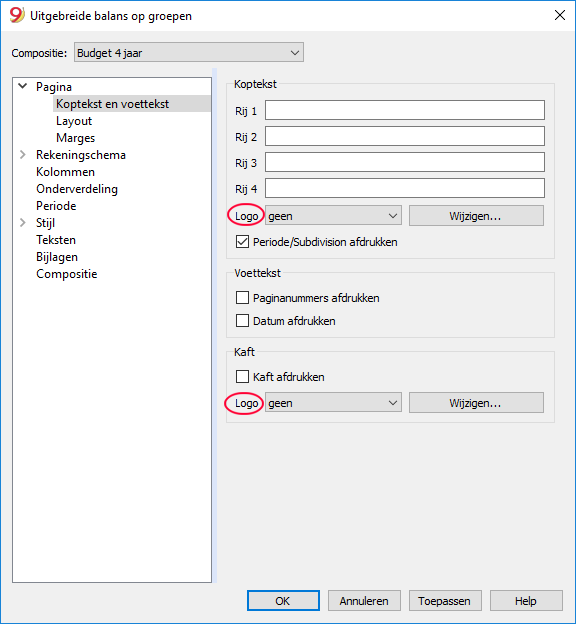 Uitgebreide balans op groepen
Compositie: Budget 4 jaar
Pagina
Koptekst en voettekst
Layout
Marges
Rekeningschema
Kolommen
Onderverdeling
Periode
Stijl
Teksten
Bijlagen
Compositie
Koptekst
Rij 1
Rij 2
Rij 3
Rij 4
Logo geen Wijzigen...
Periode/Subdivision afdrukken
Voettekst
Paginanummers afdrukken
Datum afdrukken
Kaft
Kaft afdrukken
Logo geen Wijzigen...
OK Annuleren Toepassen Help